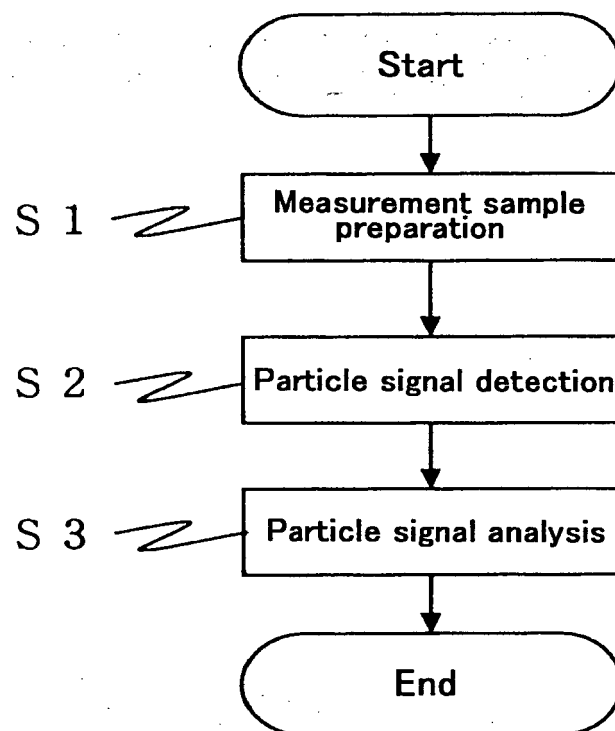 Start
S 1
Measurement sample
preparation
S 2
Particle signal detection
S 3
Particle signal analysis
End